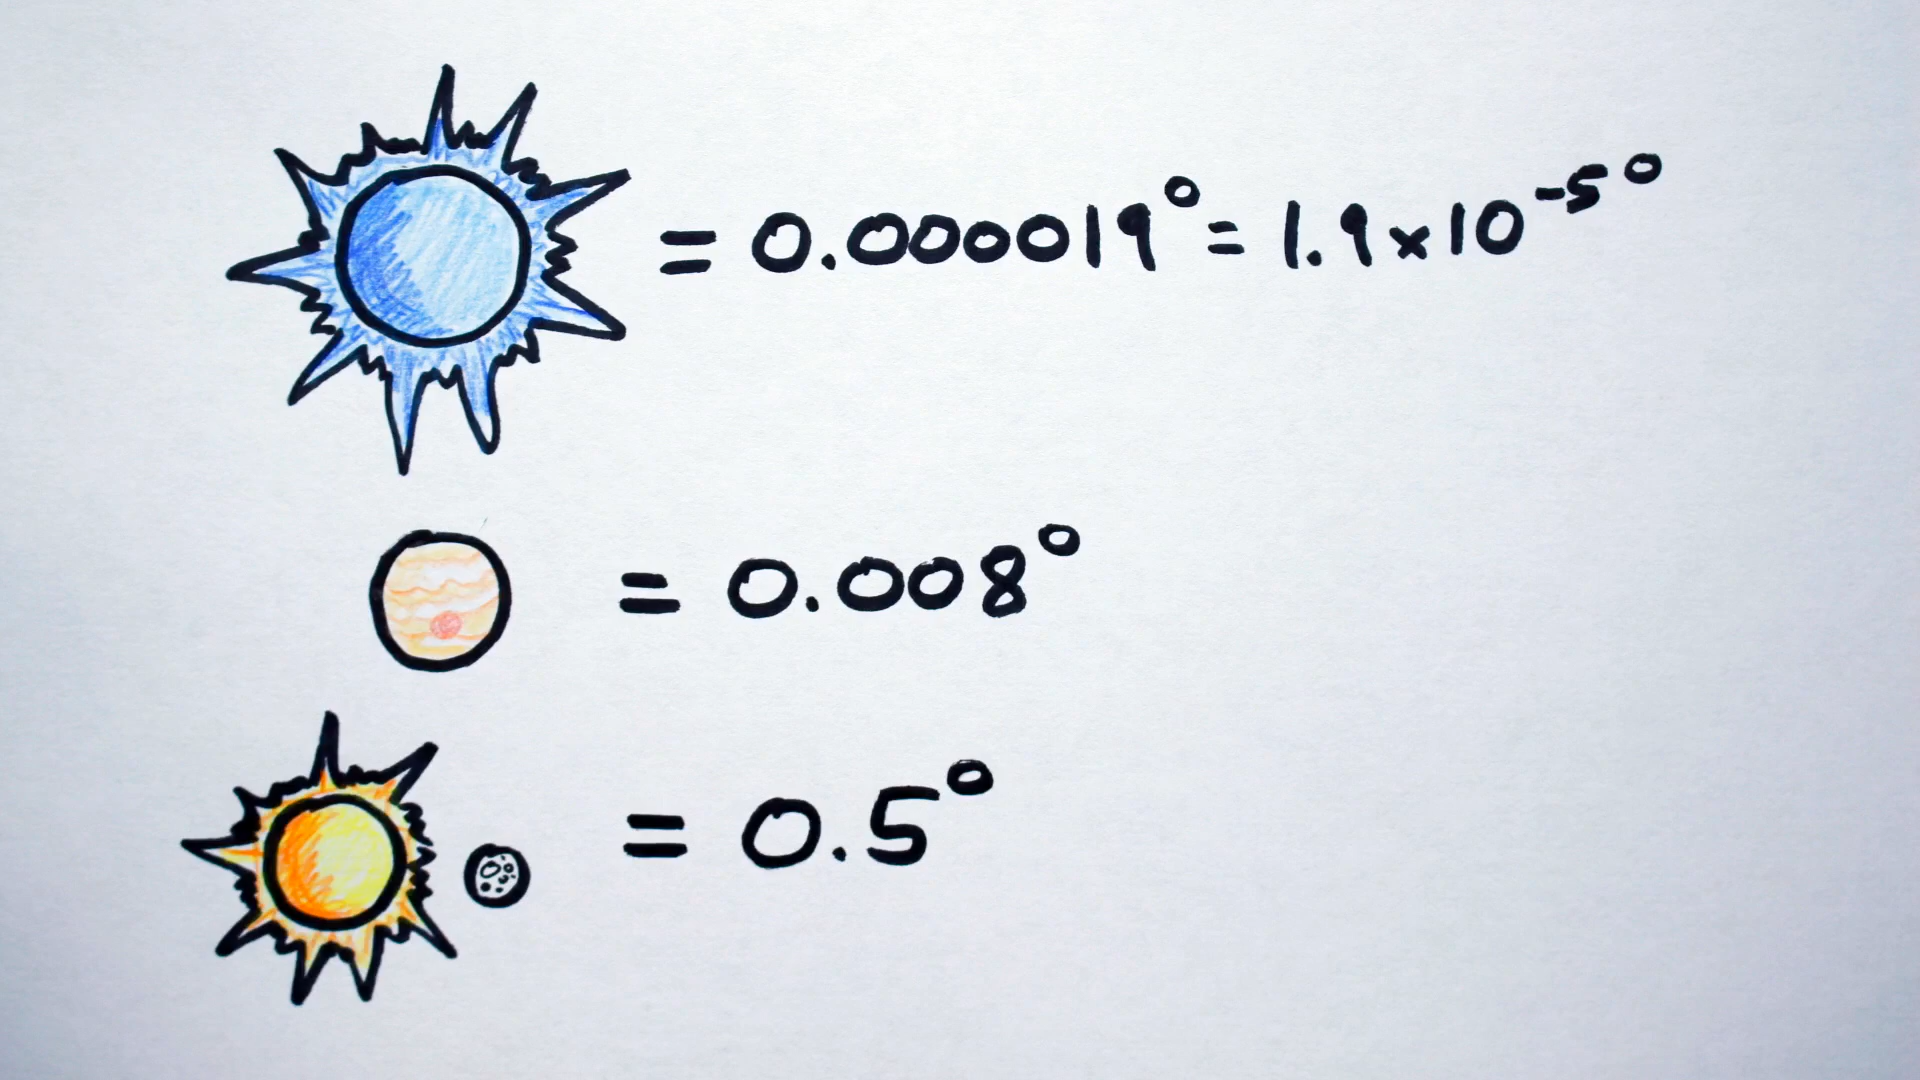 = 0.000019° = 1.9 × 10⁻⁵°
= 0.008°
= 0.5°